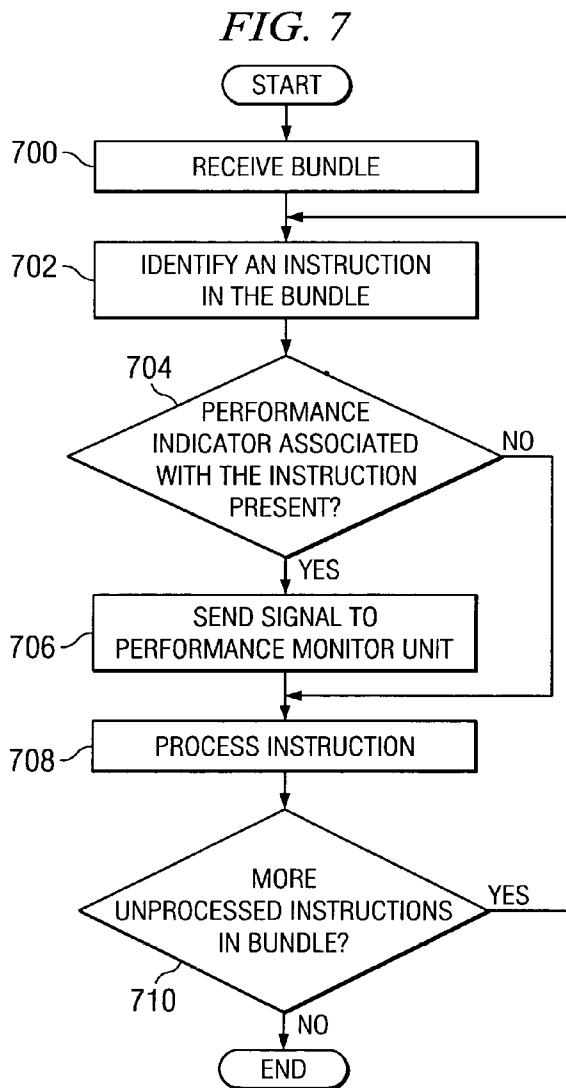 FIG. 7
START
700
RECEIVE BUNDLE
702
IDENTIFY AN INSTRUCTION
IN THE BUNDLE
704
PERFORMANCE
INDICATOR ASSOCIATED
WITH THE INSTRUCTION
PRESENT?
NO
YES
706
SEND SIGNAL TO
PERFORMANCE MONITOR UNIT
708
PROCESS INSTRUCTION
MORE
UNPROCESSED INSTRUCTIONS
IN BUNDLE?
YES
710
NO
END